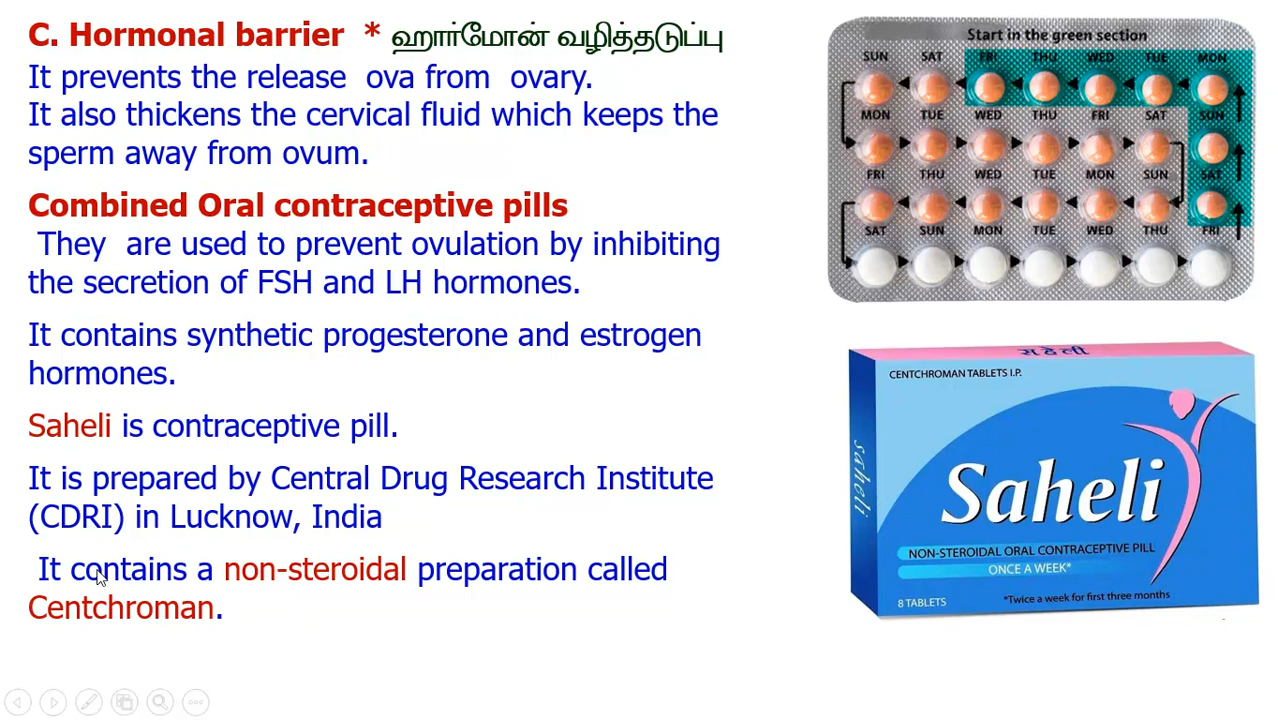 C. Hormonal barrier * ஹார்மோன் வழித்தடுப்பு
It prevents the release ova from ovary.
It also thickens the cervical fluid which keeps the
sperm away from ovum.
Combined Oral contraceptive pills
They are used to prevent ovulation by inhibiting
the secretion of FSH and LH hormones.
It contains synthetic progesterone and estrogen
hormones.
Saheli is contraceptive pill.
It is prepared by Central Drug Research Institute
(CDRI) in Lucknow, India
It contains a non-steroidal preparation called
Centchroman.
Start in the green section
SUN SAT FRI THU WED TUE MON
MON TUE WED THU FRI SAT SUN
FRI THU WED TUE MON SUN SAT
SAT SUN MON TUE WED THU FRI
सहेली
CENTCHROMAN TABLETS I.P.
saheli
Saheli
NON-STEROIDAL ORAL CONTRACEPTIVE PILL
ONCE A WEEK*
8 TABLETS
*Twice a week for first three months